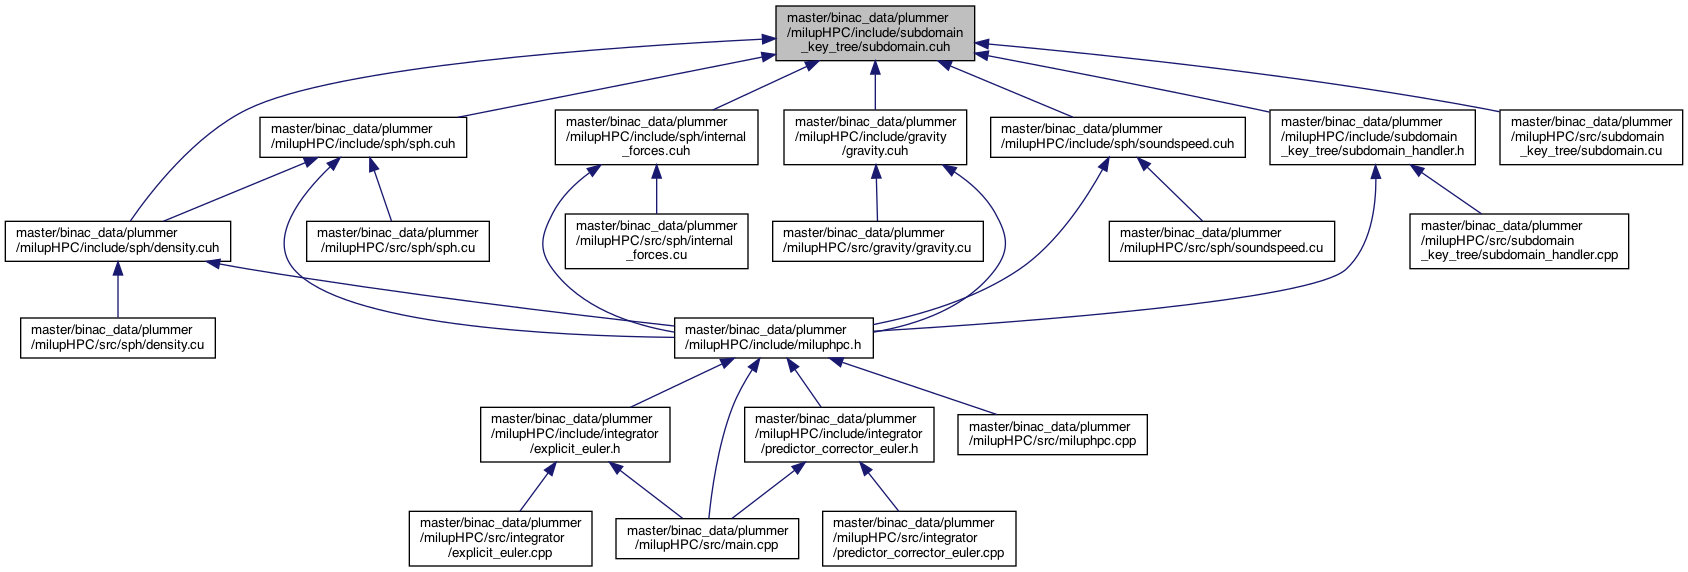 master/binac_data/plummer
/milupHPC/include/subdomain
_key_tree/subdomain.cuh
master/binac_data/plummer
/milupHPC/include/sph/sph.cuh
master/binac_data/plummer
/milupHPC/include/sph/internal
_forces.cuh
master/binac_data/plummer
/milupHPC/include/gravity
/gravity.cuh
master/binac_data/plummer
/milupHPC/include/sph/soundspeed.cuh
master/binac_data/plummer
/milupHPC/include/subdomain
_key_tree/subdomain_handler.h
master/binac_data/plummer
/milupHPC/src/subdomain
_key_tree/subdomain.cu
master/binac_data/plummer
/milupHPC/include/sph/density.cuh
master/binac_data/plummer
/milupHPC/src/sph/sph.cu
master/binac_data/plummer
/milupHPC/src/sph/internal
_forces.cu
master/binac_data/plummer
/milupHPC/src/gravity/gravity.cu
master/binac_data/plummer
/milupHPC/src/sph/soundspeed.cu
master/binac_data/plummer
/milupHPC/src/subdomain
_key_tree/subdomain_handler.cpp
master/binac_data/plummer
/milupHPC/src/sph/density.cu
master/binac_data/plummer
/milupHPC/include/miluphpc.h
master/binac_data/plummer
/milupHPC/include/integrator
/explicit_euler.h
master/binac_data/plummer
/milupHPC/include/integrator
/predictor_corrector_euler.h
master/binac_data/plummer
/milupHPC/src/miluphpc.cpp
master/binac_data/plummer
/milupHPC/src/integrator
/explicit_euler.cpp
master/binac_data/plummer
/milupHPC/src/main.cpp
master/binac_data/plummer
/milupHPC/src/integrator
/predictor_corrector_euler.cpp